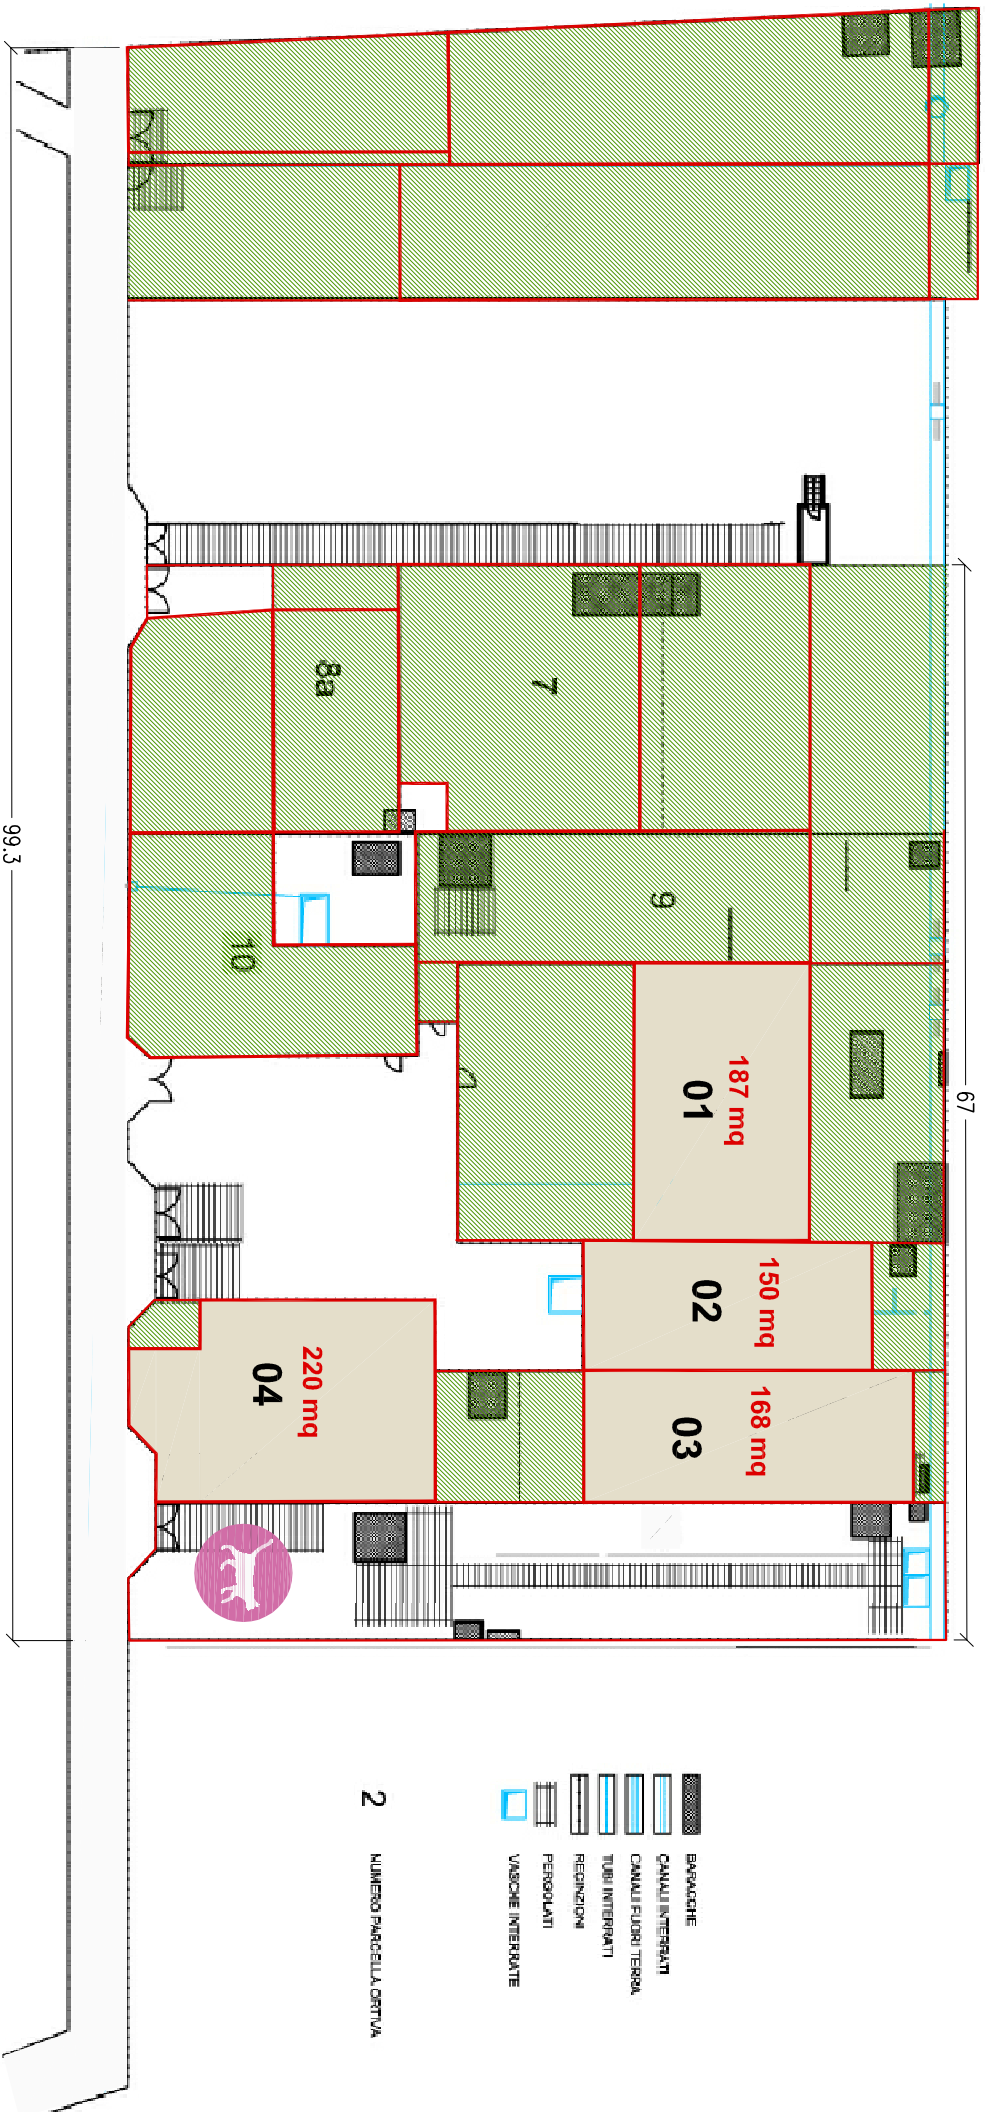 99.3
67
8a
7
9
10
187 mq
01
150 mq
02
168 mq
03
220 mq
04
BARACCHE
CANALI INTERRATI
CANALI FUORI TERRA
TUBI INTERRATI
RECINZIONI
PERGOLATI
VASCHE INTERRATE
2 NUMERO PARCELLA ORTIVA